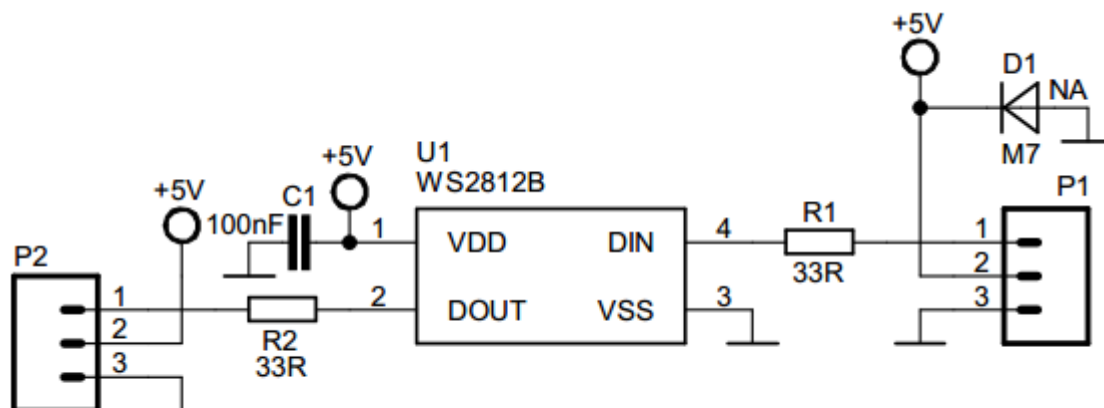 +5V
D1
NA
M7
U1
WS2812B
+5V
+5V
C1
100nF
1
VDD
DIN
4
R1
33R
P1
1
2
3
P2
1
2
3
R2
33R
2
DOUT
VSS
3